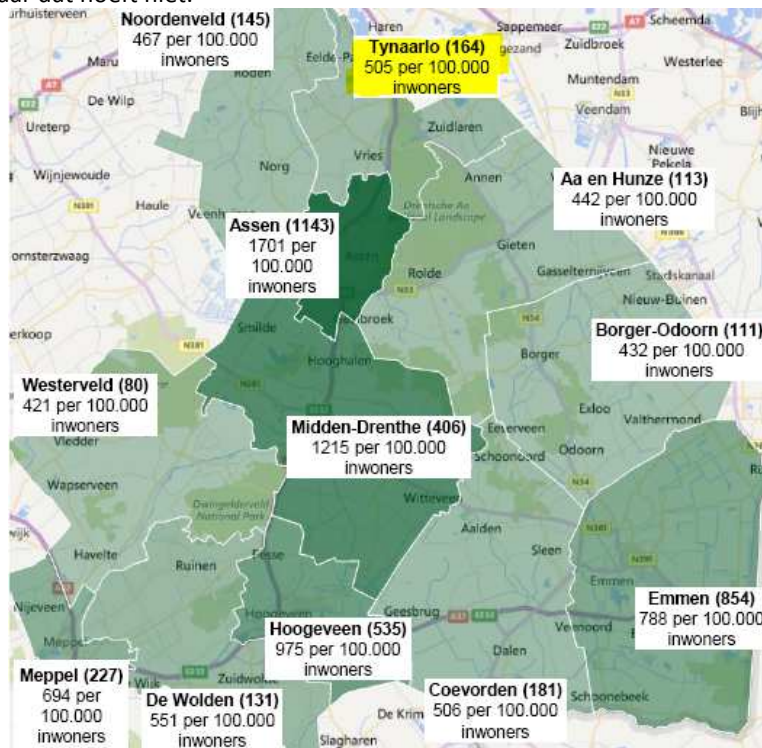 Noordenveld (145)
467 per 100.000
inwoners
Tynaarlo (164)
505 per 100.000
inwoners
Haren
Sappemeer
Scheemda
Zuidbroek
Westerlee
Muntendam
Veendam
Nieuwe
Pekela
De Wilp
Ureterp
Roden
Zuidlaren
Vries
Norg
Annen
Wijnjewoude
Haule
Aa en Hunze (113)
442 per 100.000
inwoners
Assen (1143)
1701 per
100.000
inwoners
Rolde
Gieten
Gasselternijveen
Stadskanaal
Nieuw-Buinen
Smilde
Hooghalen
Borger
Borger-Odoorn (111)
432 per 100.000
inwoners
Westerveld (80)
421 per 100.000
inwoners
Vledder
Wapserveen
Midden-Drenthe (406)
1215 per 100.000
inwoners
Exloo
Valthermond
Odoorn
Schoonoord
Dwingelderveld
National Park
Witteveen
Aalden
Sleen
Havelte
Ruinen
Nijeveen
Emmen
Emmen (854)
788 per 100.000
inwoners
Geesbrug
Hoogeveen (535)
975 per 100.000
inwoners
Dalen
Meppel (227)
694 per
100.000
inwoners
De Wolden (131)
551 per 100.000
inwoners
Zuidwolde
Coevorden (181)
506 per 100.000
inwoners
Schoonebeek
De Krim
Slagharen